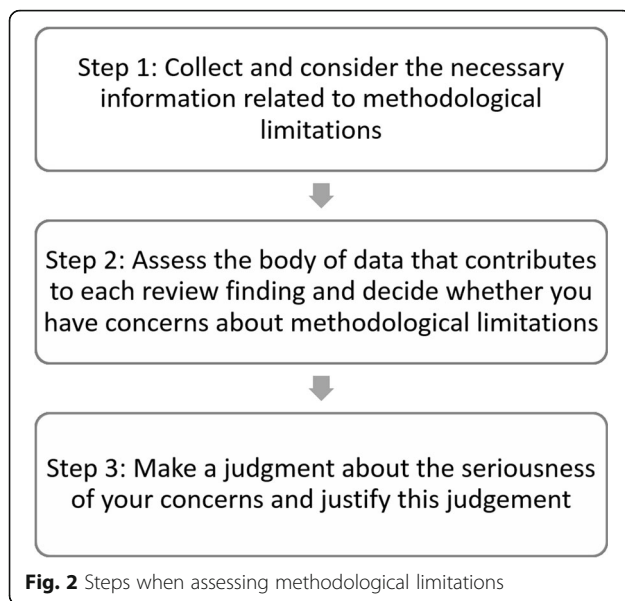 Step 1: Collect and consider the necessary
information related to methodological
limitations
Step 2: Assess the body of data that contributes
to each review finding and decide whether you
have concerns about methodological limitations
Step 3: Make a judgment about the seriousness
of your concerns and justify this judgement
Fig. 2 Steps when assessing methodological limitations